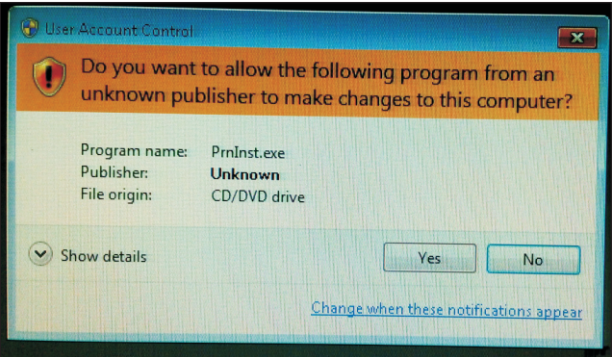 User Account Control
Do you want to allow the following program from an
unknown publisher to make changes to this computer?
Program name: PrnInst.exe
Publisher: Unknown
File origin: CD/DVD drive
Show details
Yes
No
Change when these notifications appear